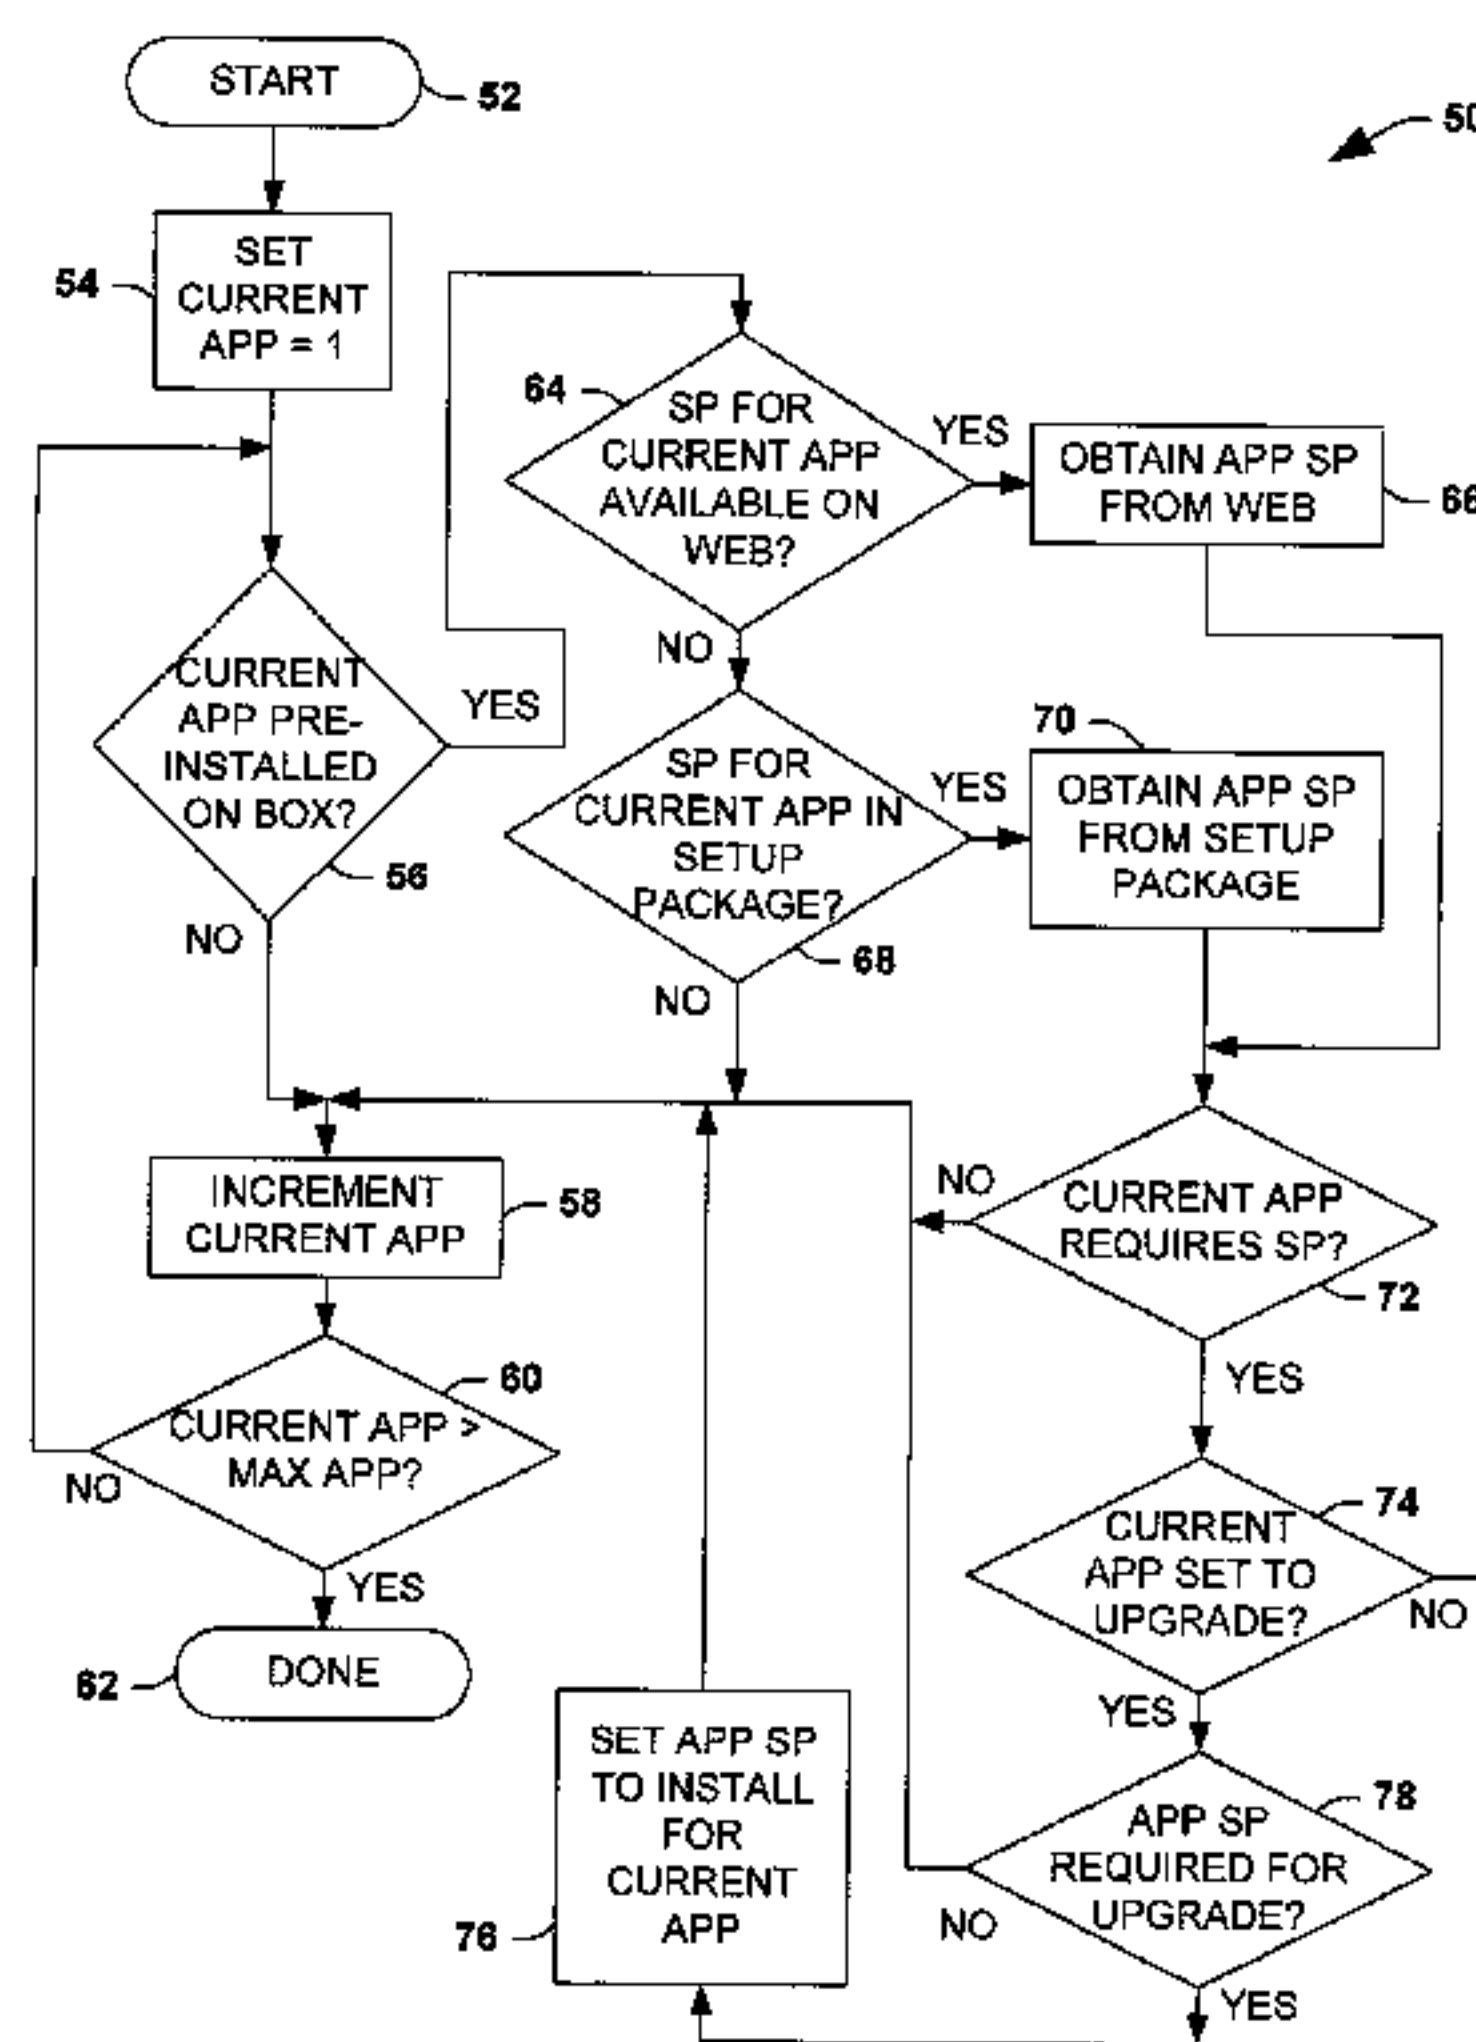 START
52
50
SET
CURRENT
APP = 1
54
64
SP FOR
CURRENT APP
AVAILABLE ON
WEB?
YES
OBTAIN APP SP
FROM WEB
66
NO
CURRENT
APP PRE-
INSTALLED
ON BOX?
YES
56
NO
SP FOR
CURRENT APP IN
SETUP
PACKAGE?
YES
70
OBTAIN APP SP
FROM SETUP
PACKAGE
68
NO
INCREMENT
CURRENT APP
58
NO
CURRENT APP
REQUIRES SP?
72
YES
60
CURRENT APP >
MAX APP?
NO
YES
DONE
62
74
CURRENT
APP SET TO
UPGRADE?
NO
YES
SET APP SP
TO INSTALL
FOR
CURRENT
APP
76
78
APP SP
REQUIRED FOR
UPGRADE?
NO
YES